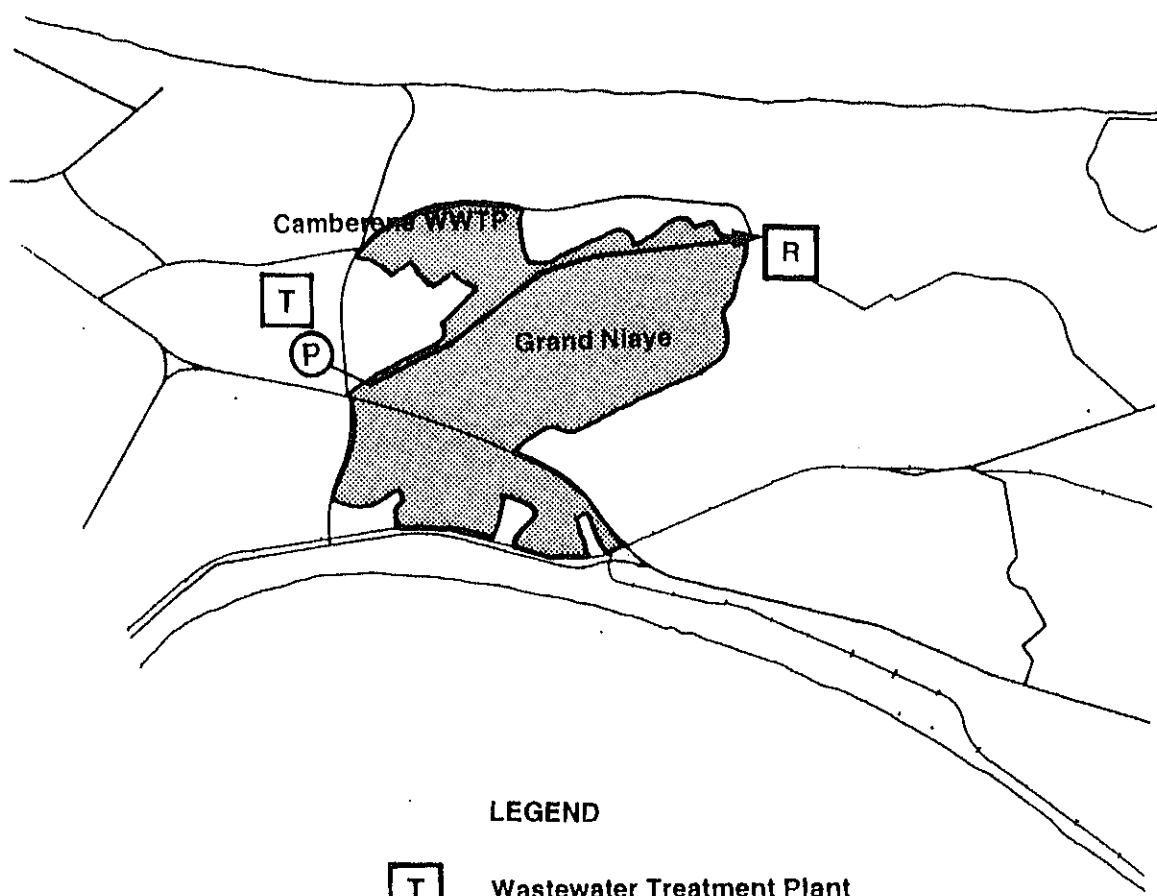 Camberene WWTP
T
R
P
Grand Niaye
LEGEND
T Wastewater Treatment Plant